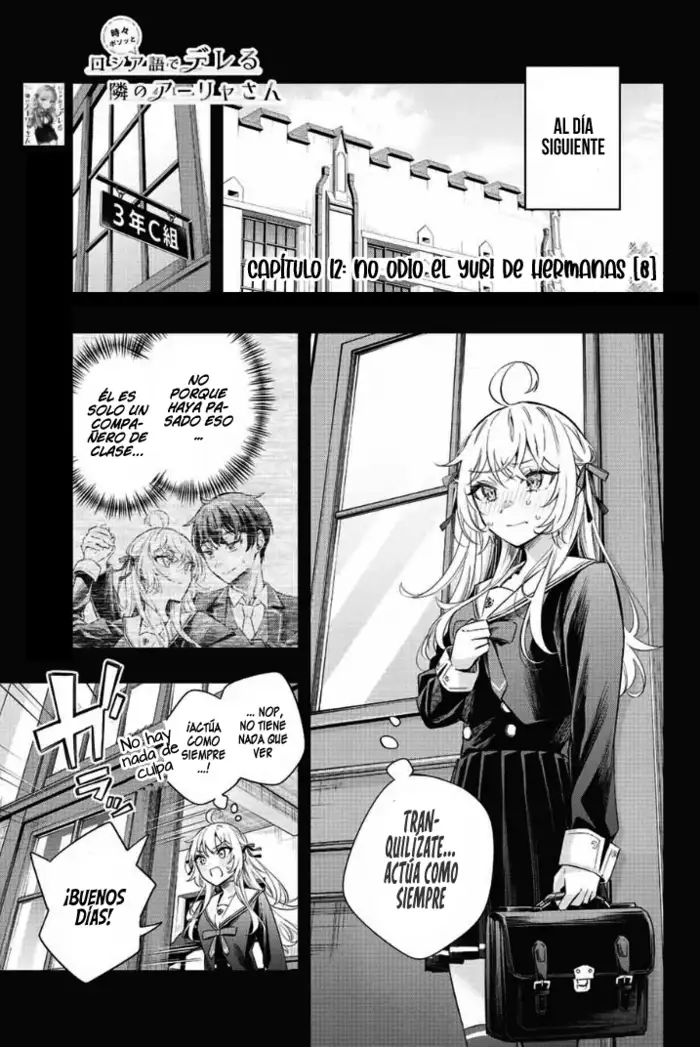 時々
ボソッと
ロシア語でデレる
隣のアーリャさん
AL DÍA
SIGUIENTE
3年C組
CAPÍTULO 12: NO ODIO EL YURI DE HERMANAS [8]
NO
PORQUE
HAYA PA-
SADO ESO
...
ÉL ES
SOLO UN
COMPA-
ÑERO DE
CLASE...
TRAN-
QUILÍZATE...
ACTÚA COMO
SIEMPRE
... NOP,
NO TIENE
NADA QUE
VER
¡ACTÚA
COMO
SIEMPRE
...!
No hay
nada de
culpa
ガラッ
¡BUENOS
DÍAS!